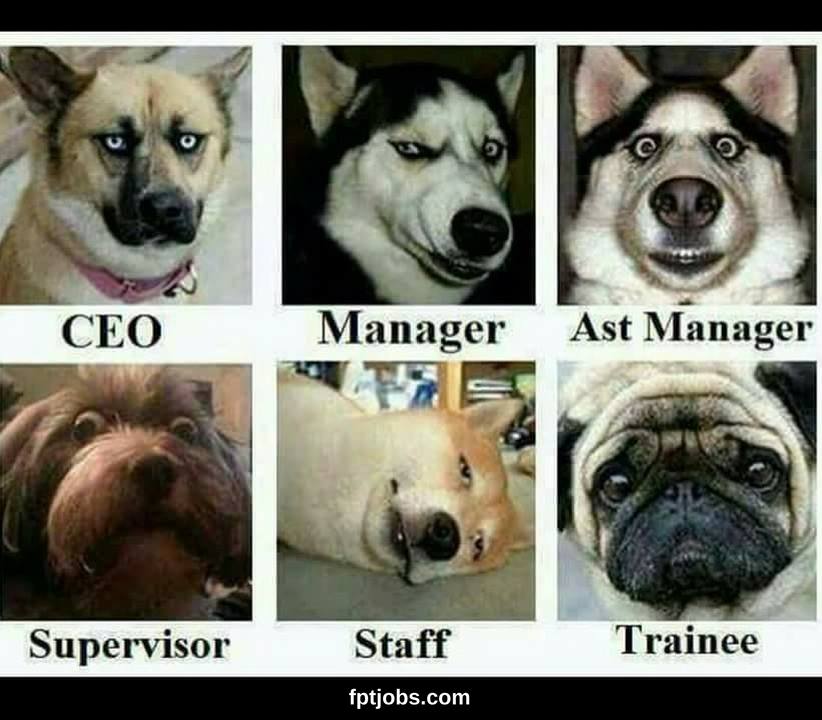 CEO
Manager
Ast Manager
Supervisor
Staff
Trainee
fptjobs.com